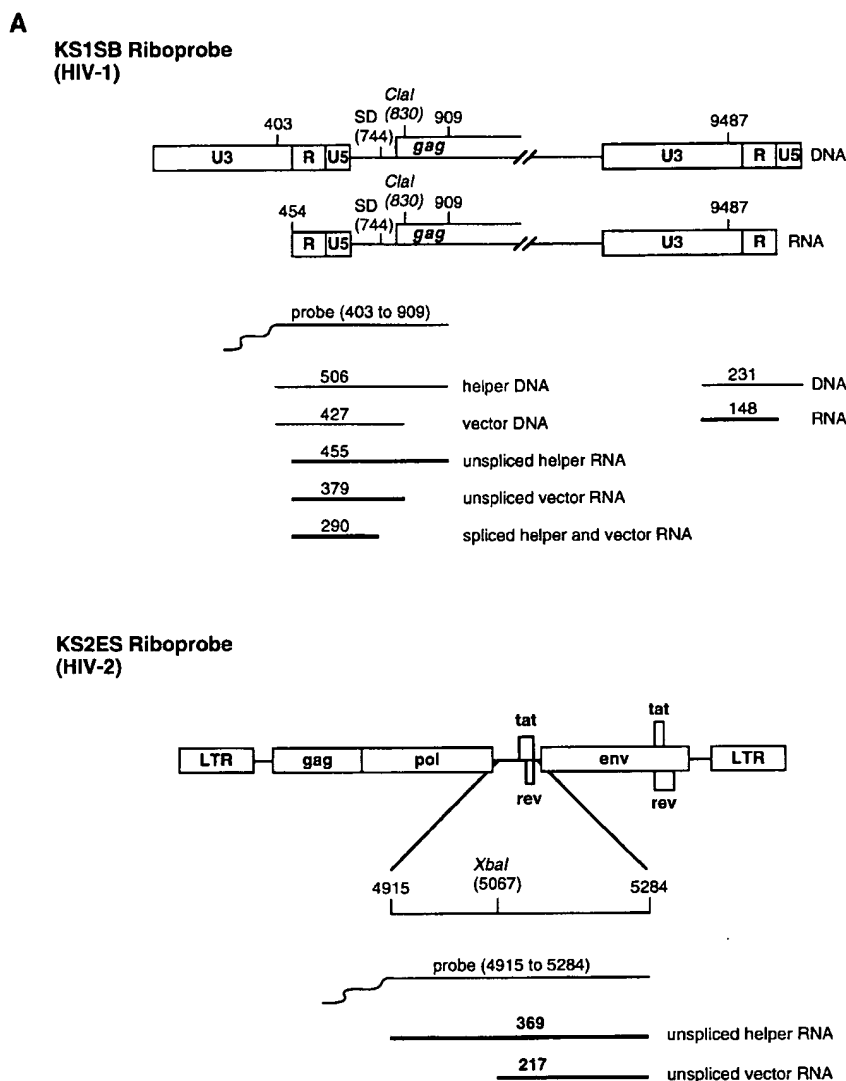 A
KS1SB Riboprobe
(HIV-1)
403
SD
(744)
ClaI
(830)
909
9487
U3
R
U5
gag
U3
R
U5
DNA
454
SD
(744)
ClaI
(830)
909
9487
R
U5
gag
U3
R
RNA
probe (403 to 909)
506
helper DNA
231
DNA
427
vector DNA
148
RNA
455
unspliced helper RNA
379
unspliced vector RNA
290
spliced helper and vector RNA
KS2ES Riboprobe
(HIV-2)
tat
tat
LTR
gag
pol
env
LTR
rev
rev
4915
XbaI
(5067)
5284
probe (4915 to 5284)
369
unspliced helper RNA
217
unspliced vector RNA